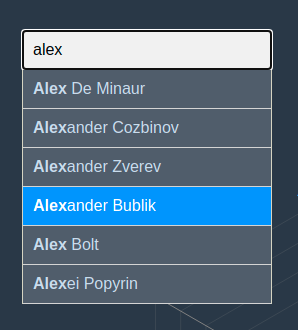 alex
Alex De Minaur
Alexander Cozbinov
Alexander Zverev
Alexander Bublik
Alex Bolt
Alexei Popyrin